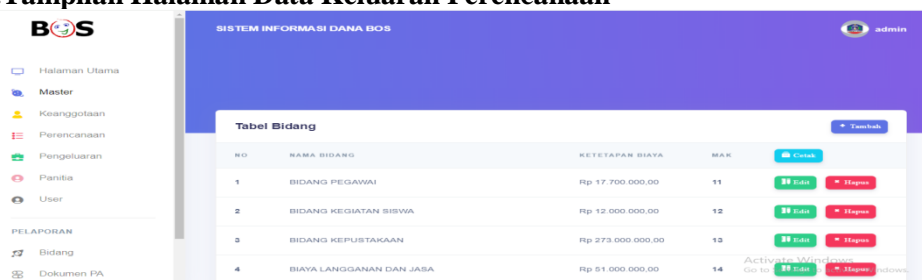 Tampilan Halaman Data Keluaran Perencanaan
BOS
SISTEM INFORMASI DANA BOS
admin
Halaman Utama
Master
Keanggotaan
Perencanaan
Pengeluaran
Panitia
User
PELAPORAN
Bidang
Dokumen PA
Tabel Bidang
+ Tambah
NO NAMA BIDANG KETETAPAN BIAYA MAK Cetak
1 BIDANG PEGAWAI Rp 17.700.000,00 11 Edit Hapus
2 BIDANG KEGIATAN SISWA Rp 12.000.000,00 12 Edit Hapus
3 BIDANG KEPUSTAKAAN Rp 273.000.000,00 13 Edit Hapus
4 BIAYA LANGGANAN DAN JASA Rp 51.000.000,00 14 Edit Hapus
Activate Windows
Go to